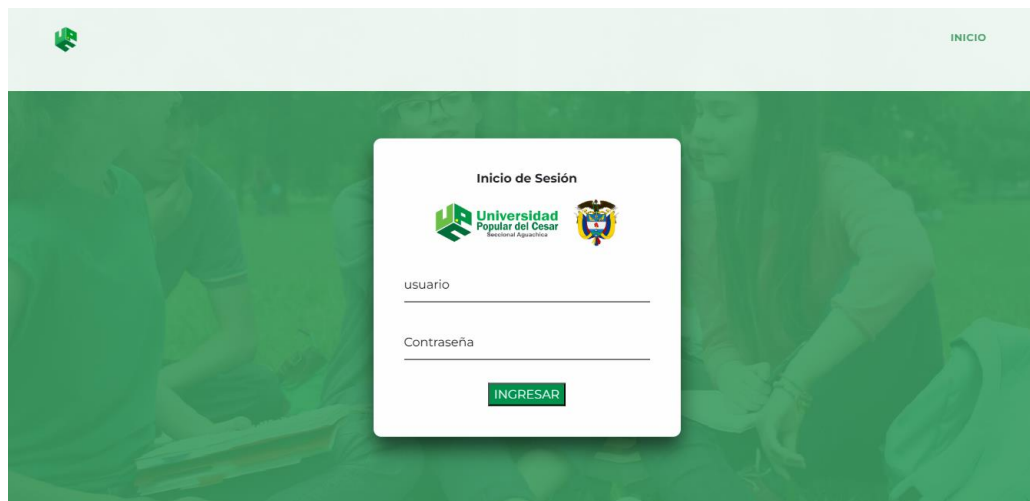 INICIO
Inicio de Sesión
Universidad
Popular del Cesar
Seccional Aguachica
usuario
Contraseña
INGRESAR